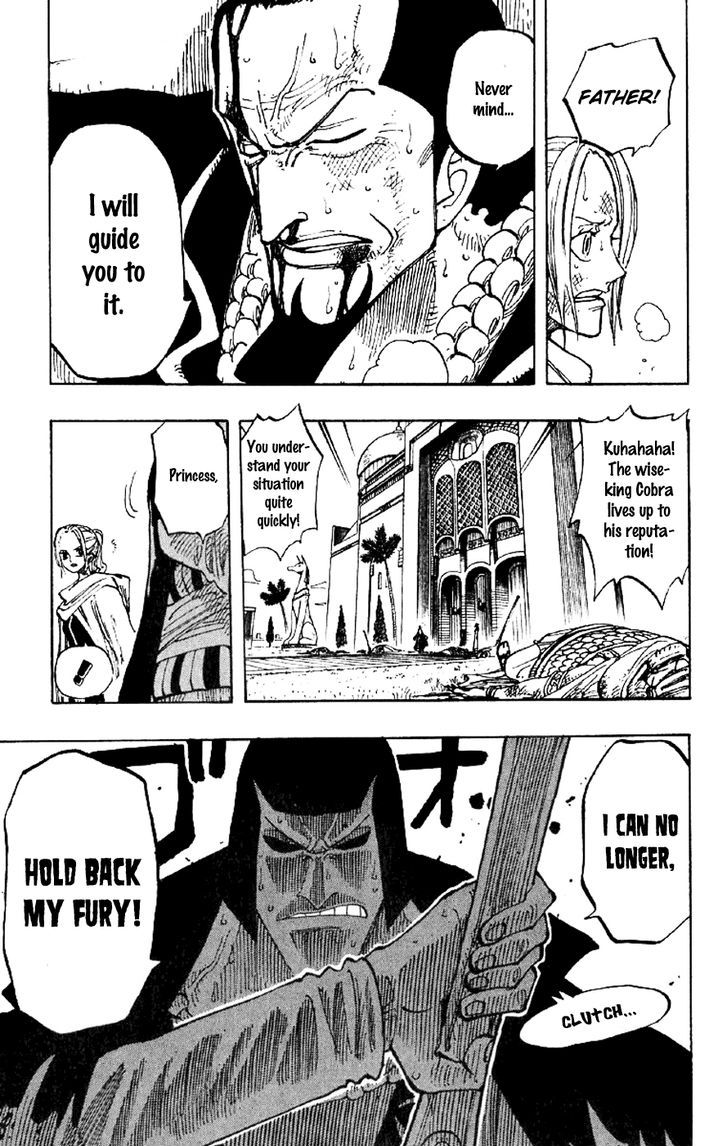 FATHER!
Never
mind...
I will
guide
you to
it.
Kuhahaha!
The wise-
king Cobra
lives up to
his reputa-
tion!
You under-
stand your
situation
quite
quickly!
Princess,
!
I CAN NO
LONGER,
HOLD BACK
MY FURY!
CLUTCH...